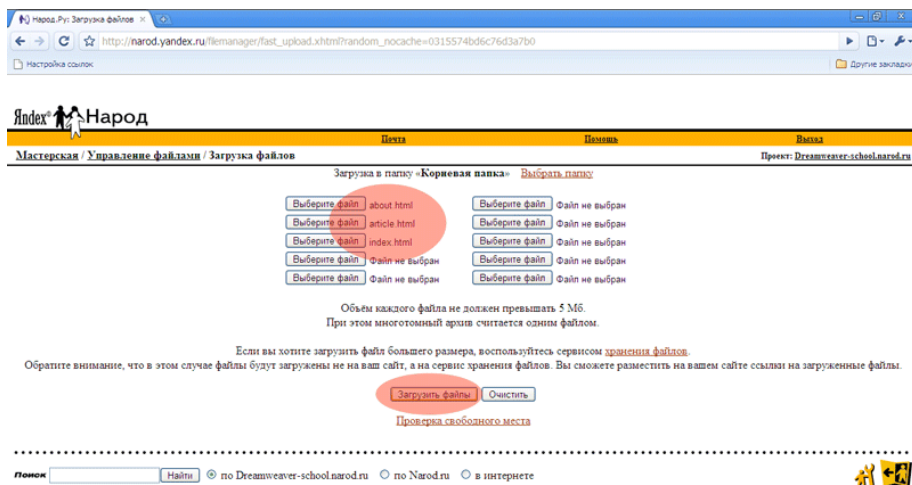 Народ.Ру: Загрузка файлов
http://narod.yandex.ru/filemanager/fast_upload.xhtml?random_nocache=0315574bd6c76d3a7b0
Настройка ссылок Другие закладки
Яndex Народ
Почта Помощь Выход
Мастерская / Управление файлами / Загрузка файлов Проект: Dreamweaver-school.narod.ru
Загрузка в папку «Корневая папка» Выбрать папку
Выберите файл about.html Выберите файл Файл не выбран
Выберите файл article.html Выберите файл Файл не выбран
Выберите файл index.html Выберите файл Файл не выбран
Выберите файл Файл не выбран Выберите файл Файл не выбран
Выберите файл Файл не выбран Выберите файл Файл не выбран
Объём каждого файла не должен превышать 5 Мб.
При этом многотомный архив считается одним файлом.
Если вы хотите загрузить файл большего размера, воспользуйтесь сервисом хранения файлов.
Обратите внимание, что в этом случае файлы будут загружены не на ваш сайт, а на сервис хранения файлов. Вы сможете разместить на вашем сайте ссылки на загруженные файлы.
Загрузить файлы Очистить
Проверка свободного места
Поиск Найти по Dreamweaver-school.narod.ru по Narod.ru в интернете